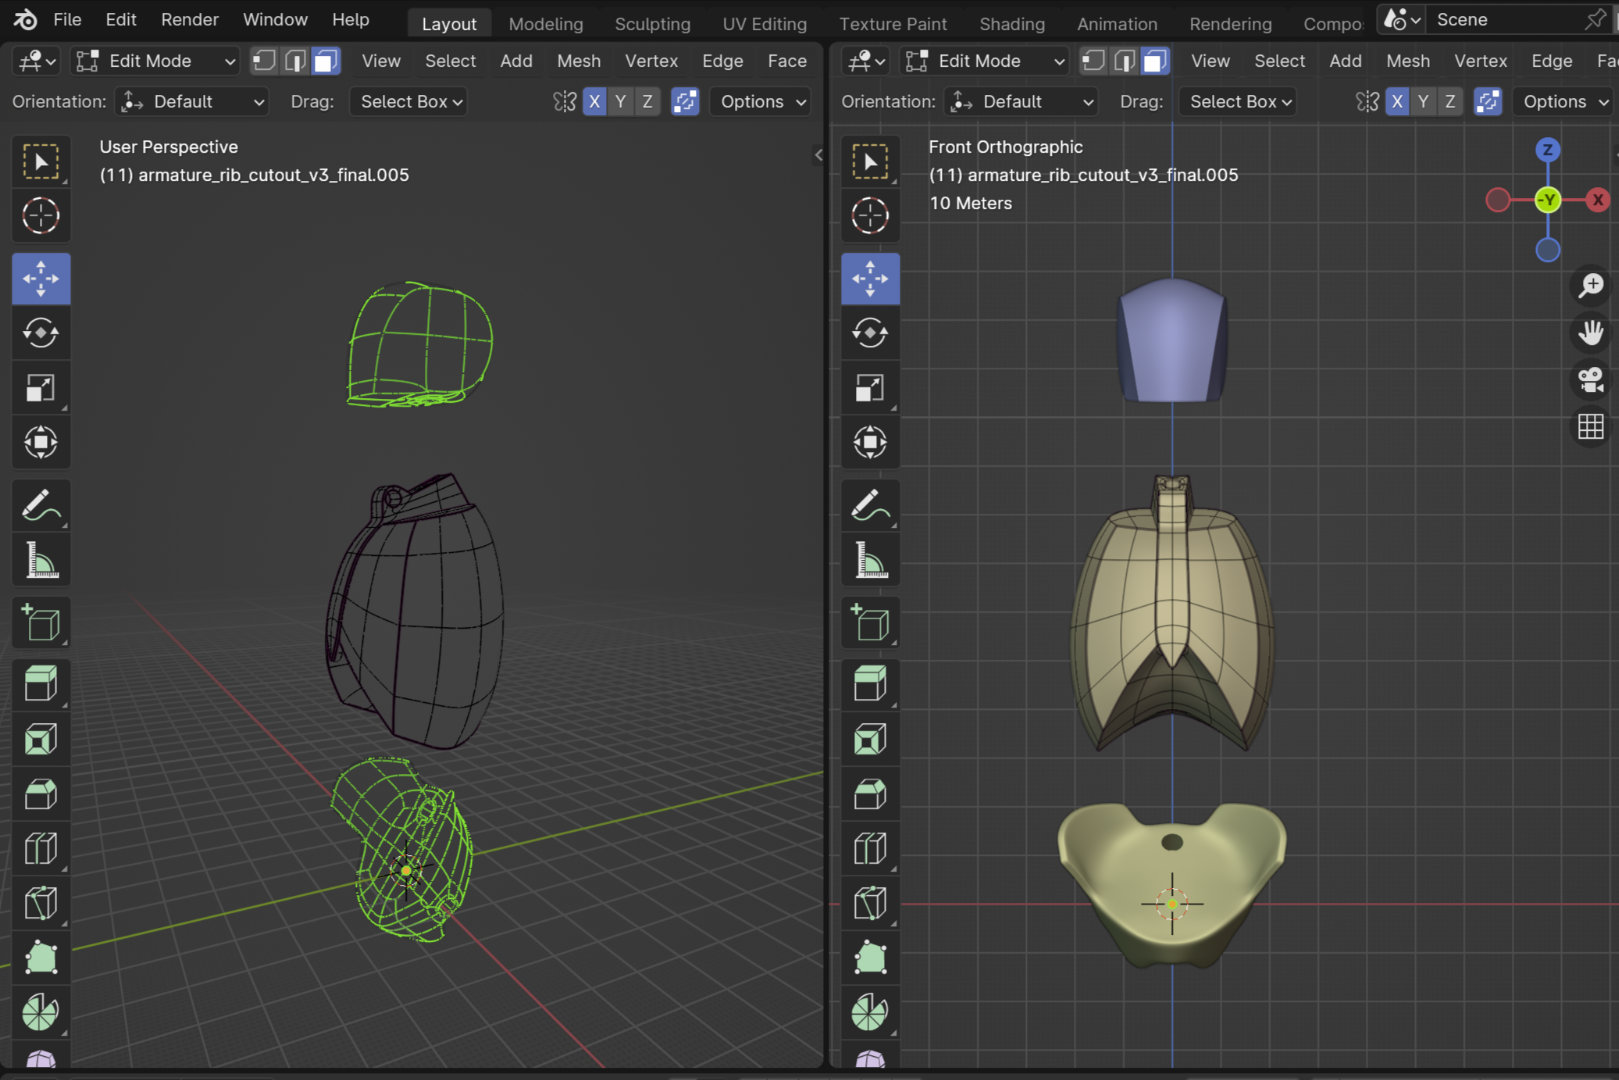 File Edit Render Window Help Layout Modeling Sculpting UV Editing Texture Paint Shading Animation Rendering Compo Scene
Edit Mode View Select Add Mesh Vertex Edge Face
Orientation: Default Drag: Select Box X Y Z Options
User Perspective
(11) armature_rib_cutout_v3_final.005
Edit Mode View Select Add Mesh Vertex Edge Fa
Orientation: Default Drag: Select Box X Y Z Options
Front Orthographic
(11) armature_rib_cutout_v3_final.005
10 Meters
Z
-Y X